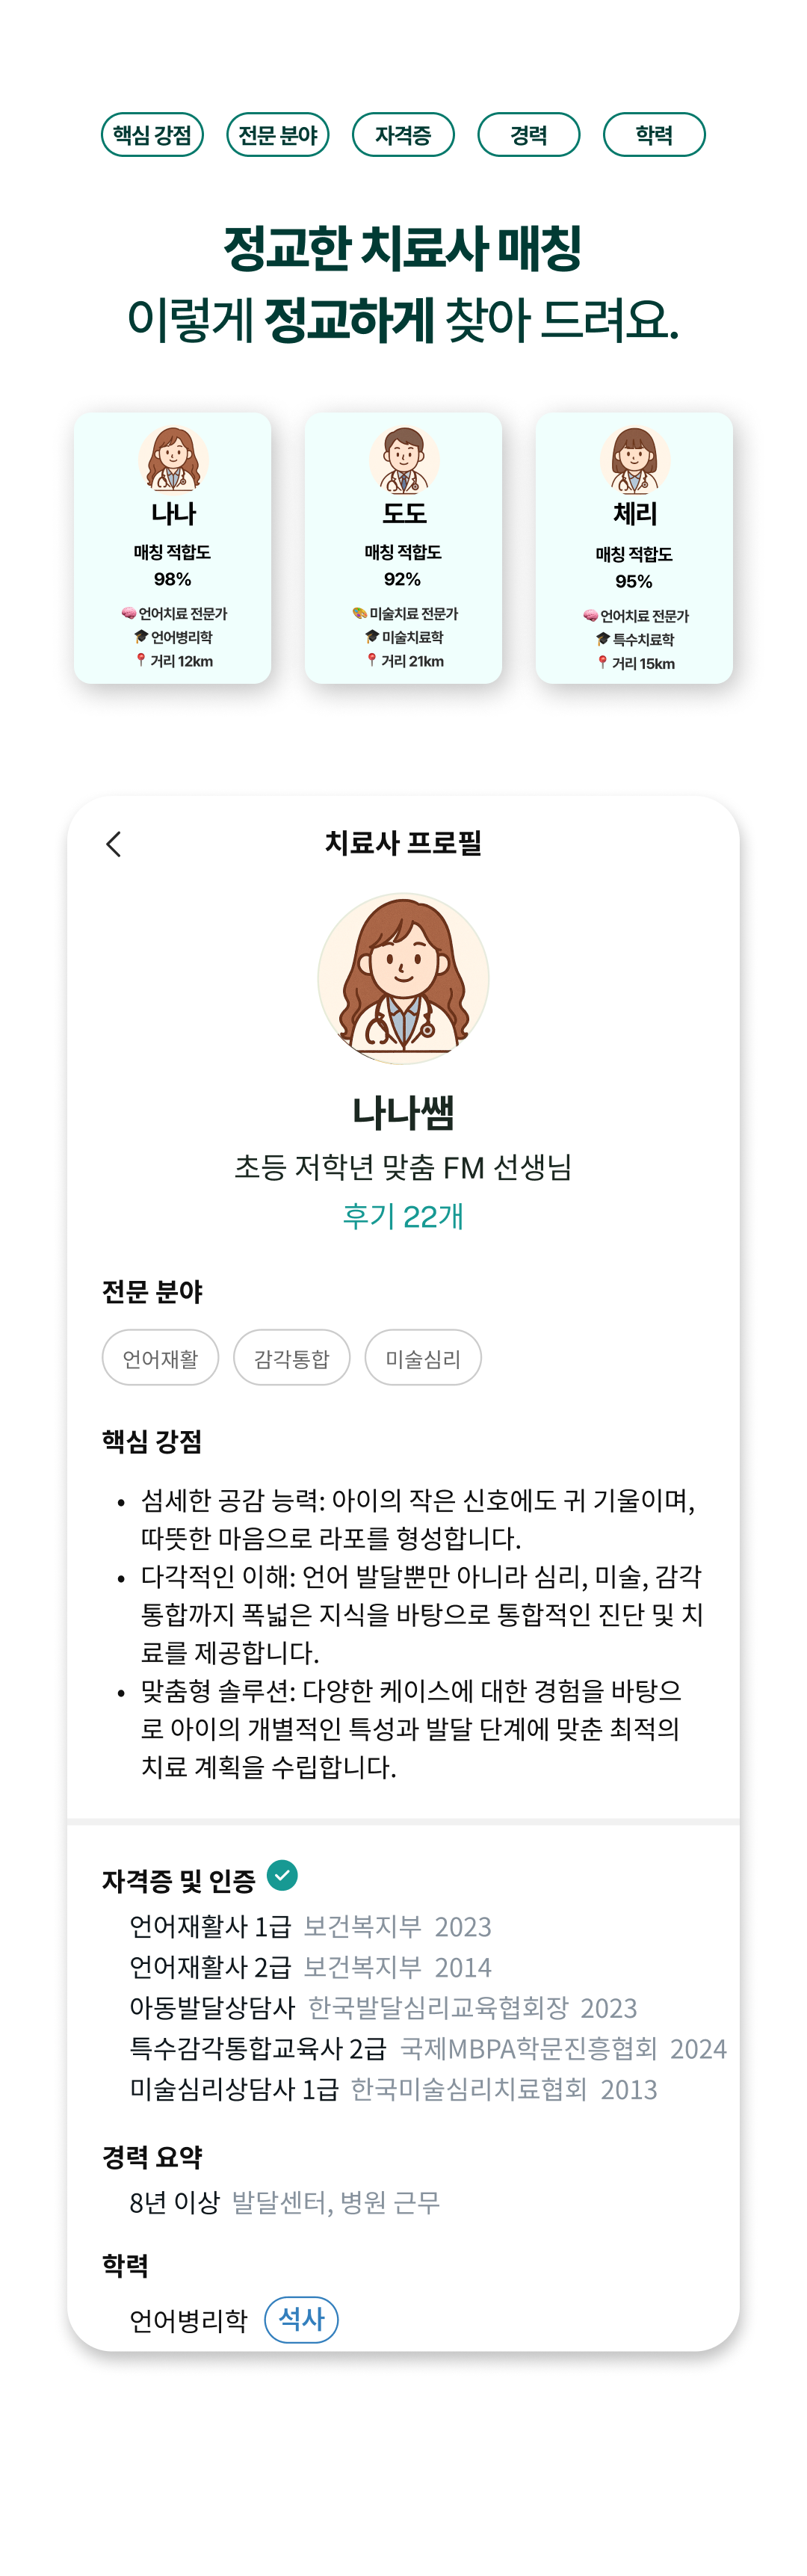 핵심 강점 전문 분야 자격증 경력 학력
정교한 치료사 매칭
이렇게 정교하게 찾아 드려요.
나나
매칭 적합도
98%
🧠 언어치료 전문가
🎓 언어병리학
📍 거리 12km
도도
매칭 적합도
92%
🎨 미술치료 전문가
🎓 미술치료학
📍 거리 21km
체리
매칭 적합도
95%
🧠 언어치료 전문가
🎓 특수치료학
📍 거리 15km
치료사 프로필
나나쌤
초등 저학년 맞춤 FM 선생님
후기 22개
전문 분야
언어재활 감각통합 미술심리
핵심 강점
• 섬세한 공감 능력: 아이의 작은 신호에도 귀 기울이며,
따뜻한 마음으로 라포를 형성합니다.
• 다각적인 이해: 언어 발달뿐만 아니라 심리, 미술, 감각
통합까지 폭넓은 지식을 바탕으로 통합적인 진단 및 치
료를 제공합니다.
• 맞춤형 솔루션: 다양한 케이스에 대한 경험을 바탕으
로 아이의 개별적인 특성과 발달 단계에 맞춘 최적의
치료 계획을 수립합니다.
자격증 및 인증
언어재활사 1급 보건복지부 2023
언어재활사 2급 보건복지부 2014
아동발달상담사 한국발달심리교육협회장 2023
특수감각통합교육사 2급 국제MBPA학문진흥협회 2024
미술심리상담사 1급 한국미술심리치료협회 2013
경력 요약
8년 이상 발달센터, 병원 근무
학력
언어병리학 석사